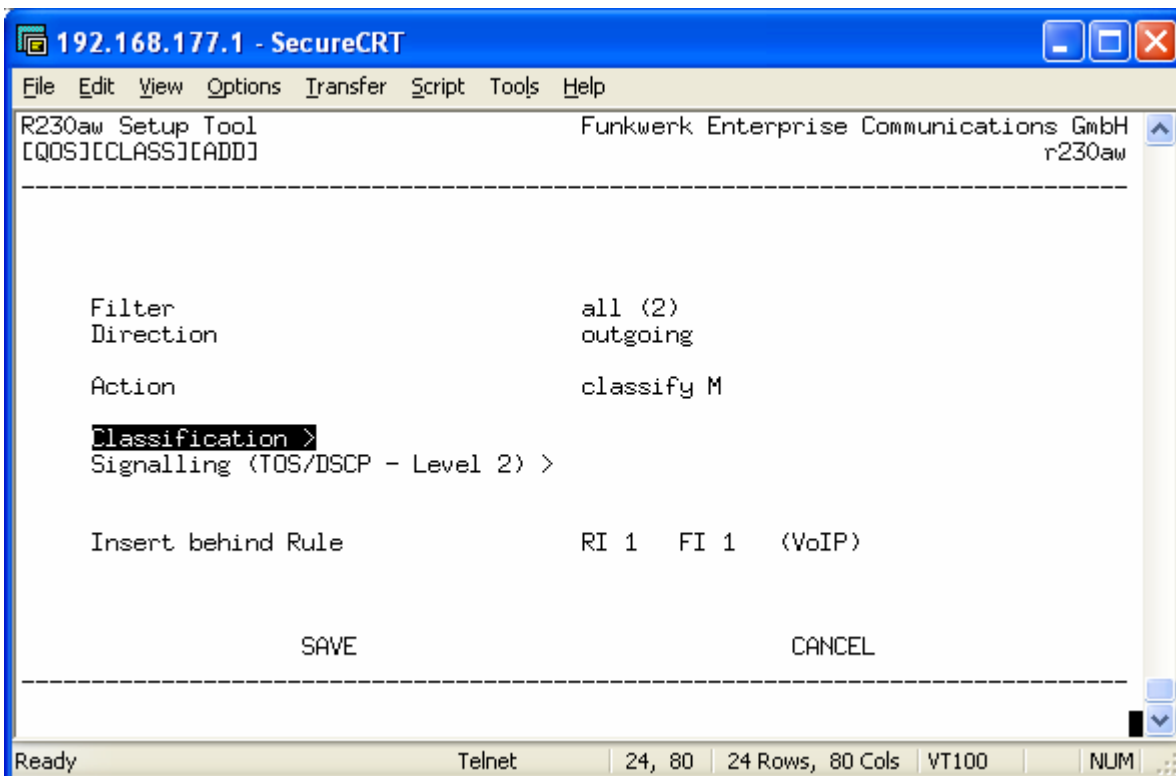 192.168.177.1 - SecureCRT
File Edit View Options Transfer Script Tools Help
R230aw Setup Tool Funkwerk Enterprise Communications GmbH
[QOS][CLASS][ADD] r230aw
Filter all (2)
Direction outgoing
Action classify M
Classification >
Signalling (TOS/DSCP - Level 2) >
Insert behind Rule RI 1 FI 1 (VoIP)
SAVE CANCEL
Ready Telnet 24, 80 24 Rows, 80 Cols VT100 NUM